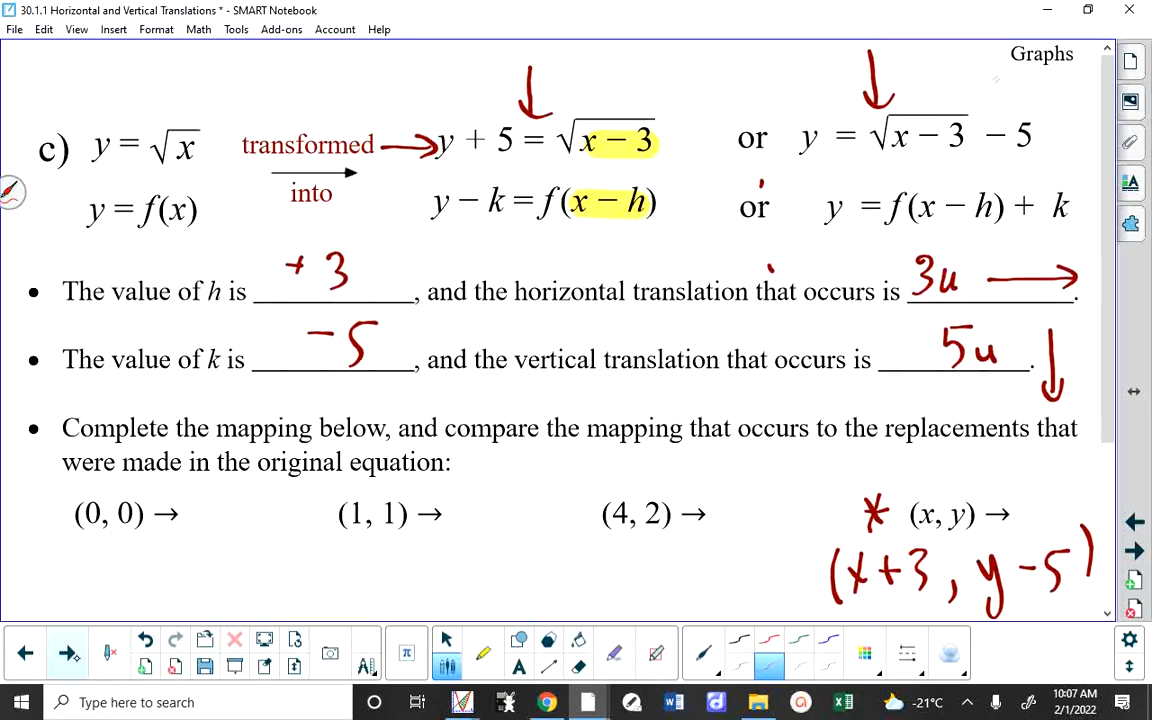 30.1.1 Horizontal and Vertical Translations * - SMART Notebook
File Edit View Insert Format Math Tools Add-ons Account Help
Graphs
c) y = √x transformed into y + 5 = √(x − 3) or y = √(x − 3) − 5
y = f(x) y − k = f(x − h) or y = f(x − h) + k
• The value of h is + 3, and the horizontal translation that occurs is 3u →.
• The value of k is − 5, and the vertical translation that occurs is 5u ↓.
• Complete the mapping below, and compare the mapping that occurs to the replacements that
were made in the original equation:
(0, 0) → (1, 1) → (4, 2) → * (x, y) →
(x+3, y−5)
π A
Type here to search
-21°C
10:07 AM
2/1/2022